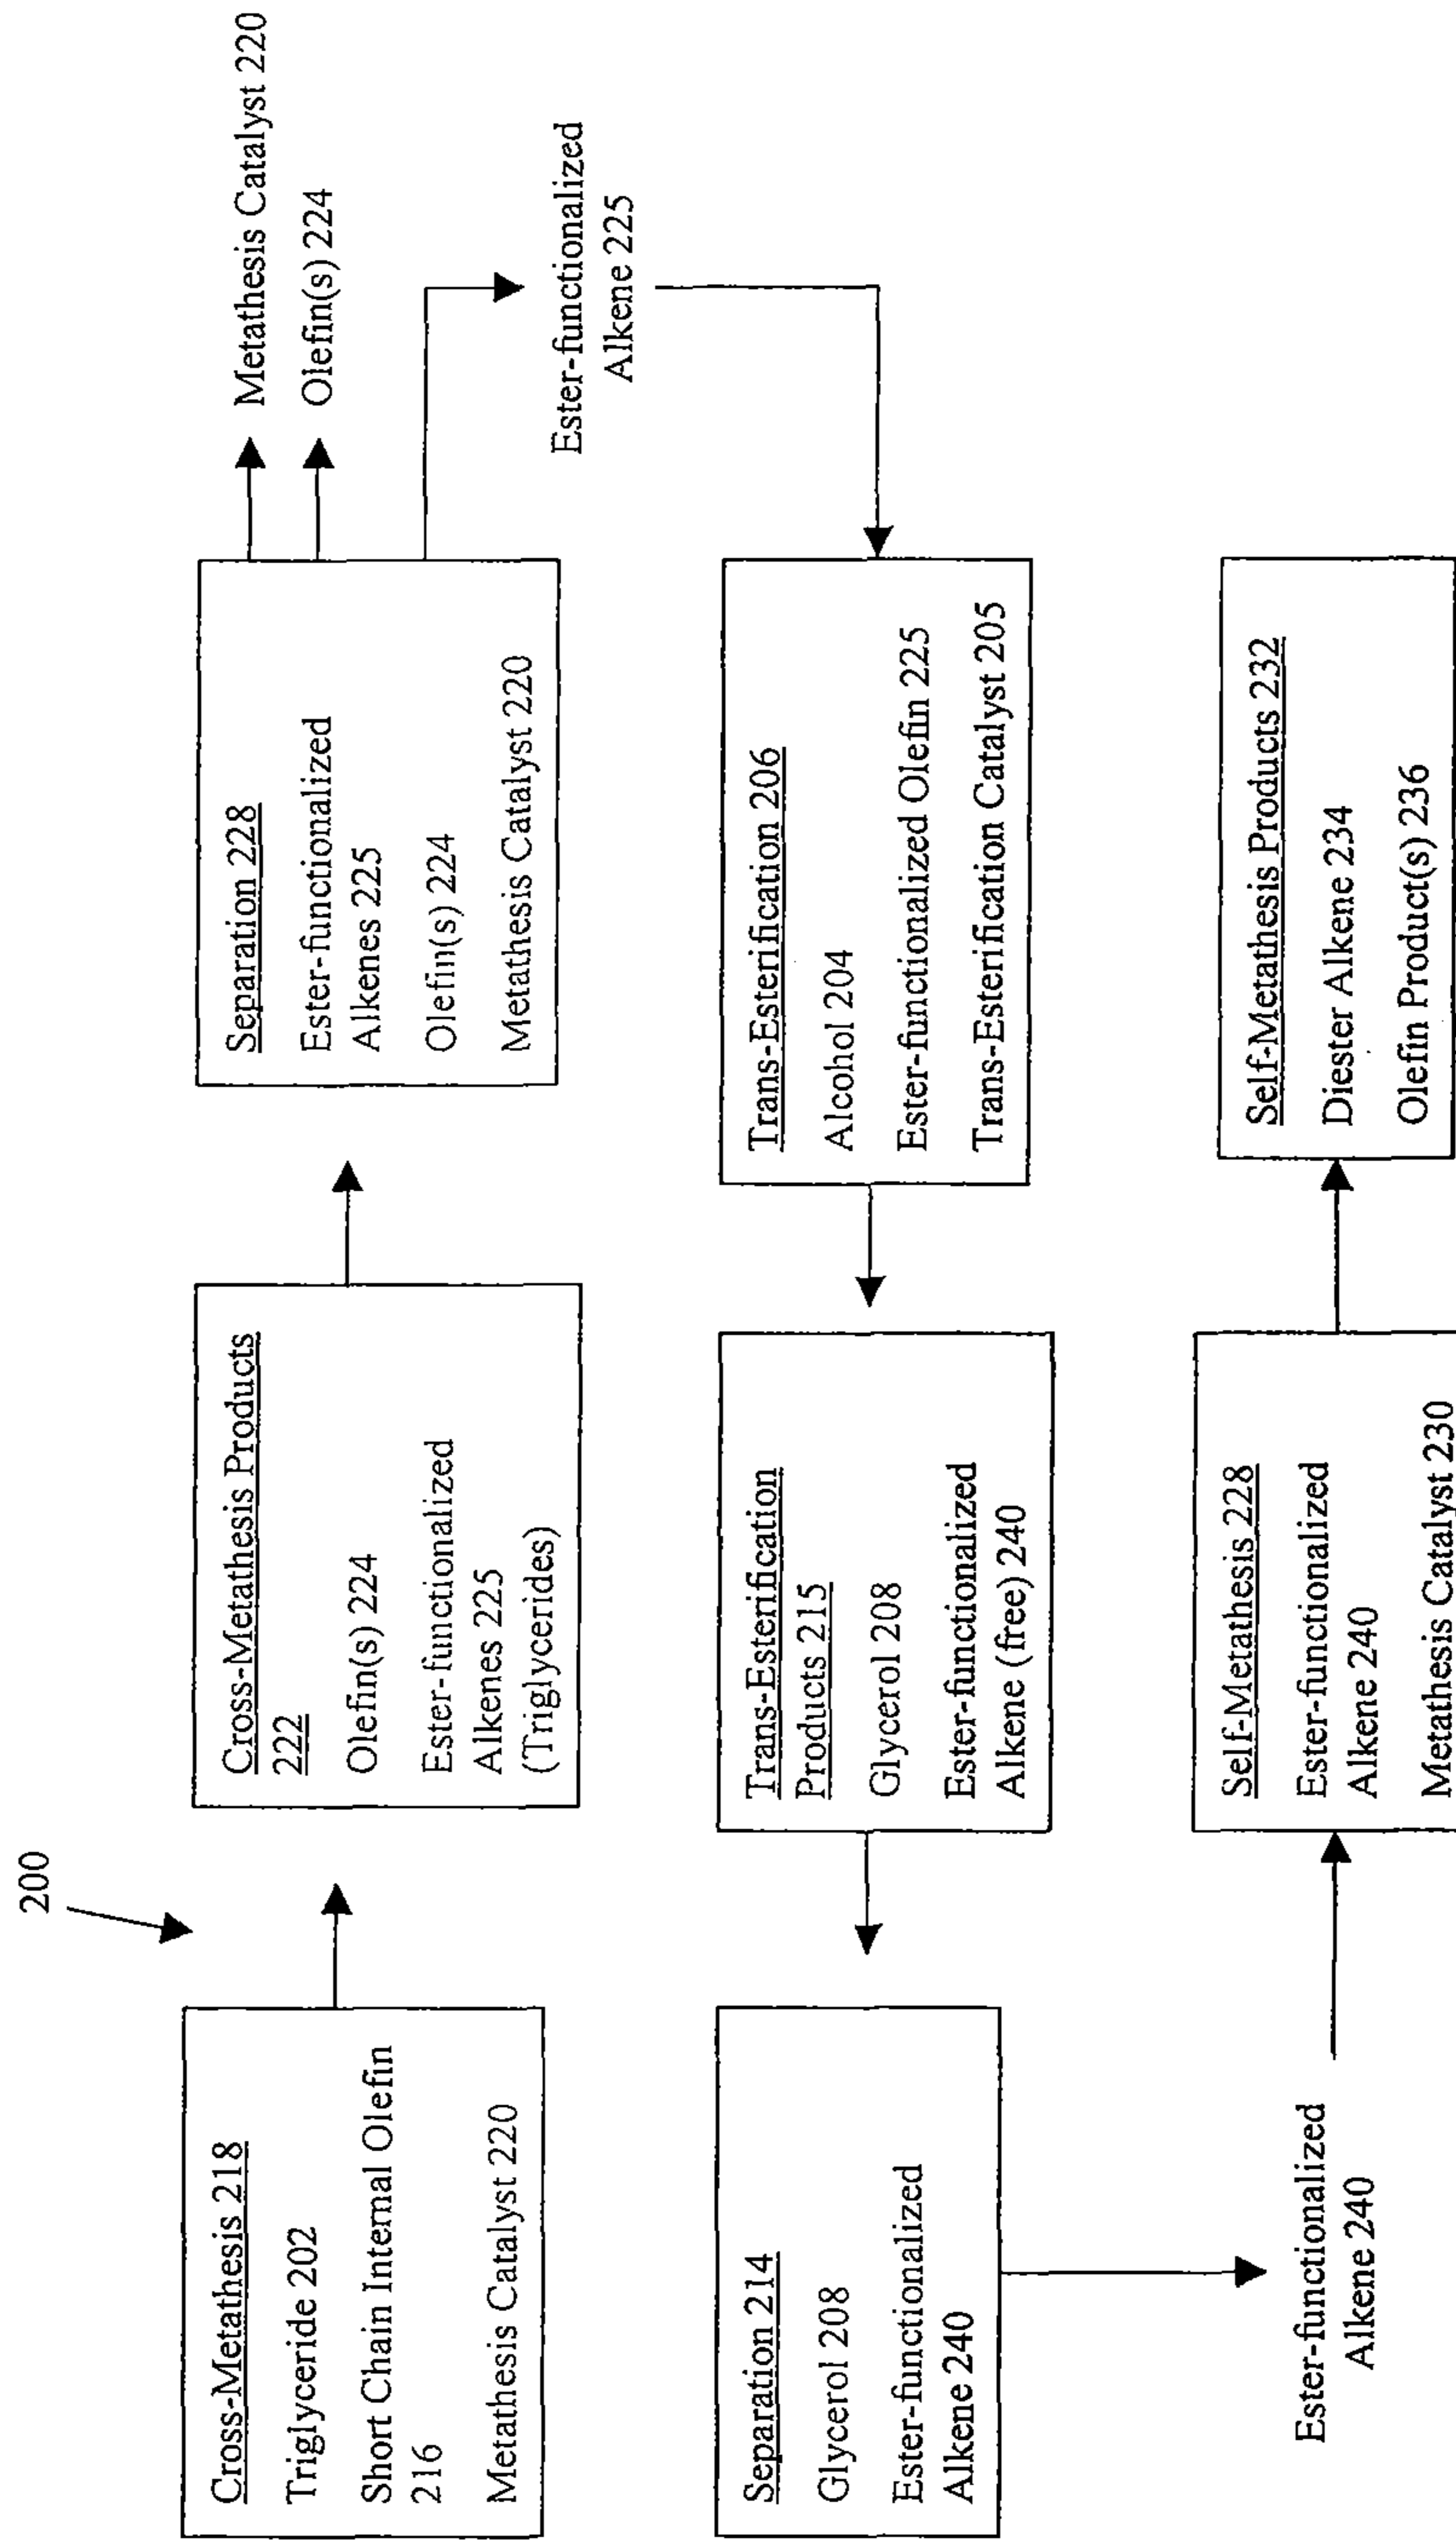 200
Cross-Metathesis 218
Triglyceride 202
Short Chain Internal Olefin
216
Metathesis Catalyst 220
Cross-Metathesis Products
222
Olefin(s) 224
Ester-functionalized
Alkenes 225
(Triglycerides)
Separation 228
Ester-functionalized
Alkenes 225
Olefin(s) 224
Metathesis Catalyst 220
Metathesis Catalyst 220
Olefin(s) 224
Ester-functionalized
Alkene 225
Trans-Esterification 206
Alcohol 204
Ester-functionalized Olefin 225
Trans-Esterification Catalyst 205
Trans-Esterification
Products 215
Glycerol 208
Ester-functionalized
Alkene (free) 240
Separation 214
Glycerol 208
Ester-functionalized
Alkene 240
Ester-functionalized
Alkene 240
Self-Metathesis 228
Ester-functionalized
Alkene 240
Metathesis Catalyst 230
Self-Metathesis Products 232
Diester Alkene 234
Olefin Product(s) 236